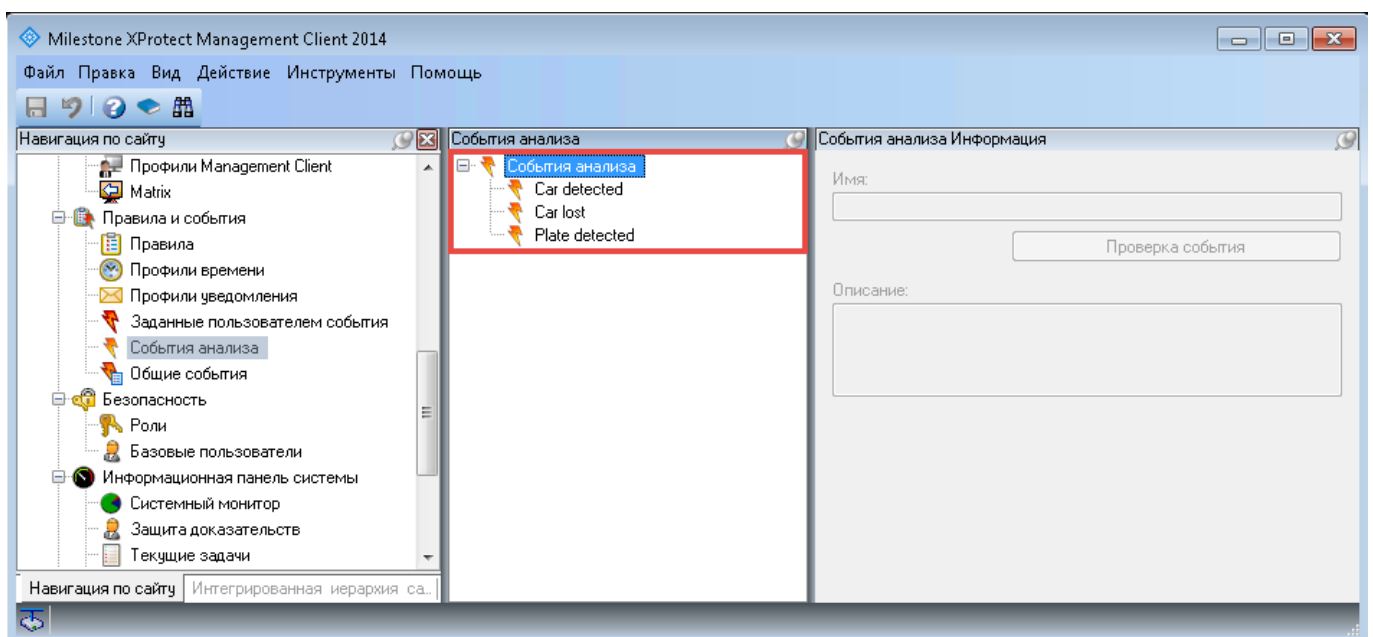 Milestone XProtect Management Client 2014
Файл Правка Вид Действие Инструменты Помощь
Навигация по сайту
Профили Management Client
Matrix
Правила и события
Правила
Профили времени
Профили уведомления
Заданные пользователем события
События анализа
Общие события
Безопасность
Роли
Базовые пользователи
Информационная панель системы
Системный монитор
Защита доказательств
Текущие задачи
Навигация по сайту Интегрированная иерархия са...
События анализа
События анализа
Car detected
Car lost
Plate detected
События анализа Информация
Имя:
Проверка события
Описание: